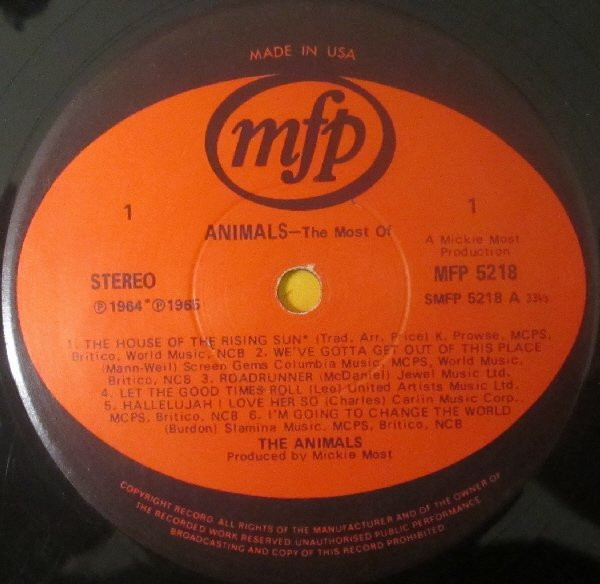 MADE IN USA
mfp
1
1
ANIMALS—The Most Of
A Mickie Most
Production
STEREO
MFP 5218
℗ 1964* ℗ 1965
SMFP 5218 A 33⅓
1. THE HOUSE OF THE RISING SUN* (Trad. Arr. Price) K. Prowse, MCPS,
Britico, World Music, NCB 2. WE'VE GOTTA GET OUT OF THIS PLACE
(Mann-Weil) Screen Gems Columbia Music, MCPS, World Music,
Britico, NCB 3. ROADRUNNER (McDaniel) Jewel Music Ltd.
4. LET THE GOOD TIMES ROLL (Lee) United Artists Music Ltd.
5. HALLELUJAH I LOVE HER SO (Charles) Carlin Music Corp.,
MCPS, Britico, NCB 6. I'M GOING TO CHANGE THE WORLD
(Burdon) Slamina Music, MCPS, Britico, NCB
THE ANIMALS
Produced by Mickie Most
COPYRIGHT RECORD. ALL RIGHTS OF THE MANUFACTURER AND OF THE OWNER OF
THE RECORDED WORK RESERVED. UNAUTHORISED PUBLIC PERFORMANCE
BROADCASTING AND COPY OF THIS RECORD PROHIBITED